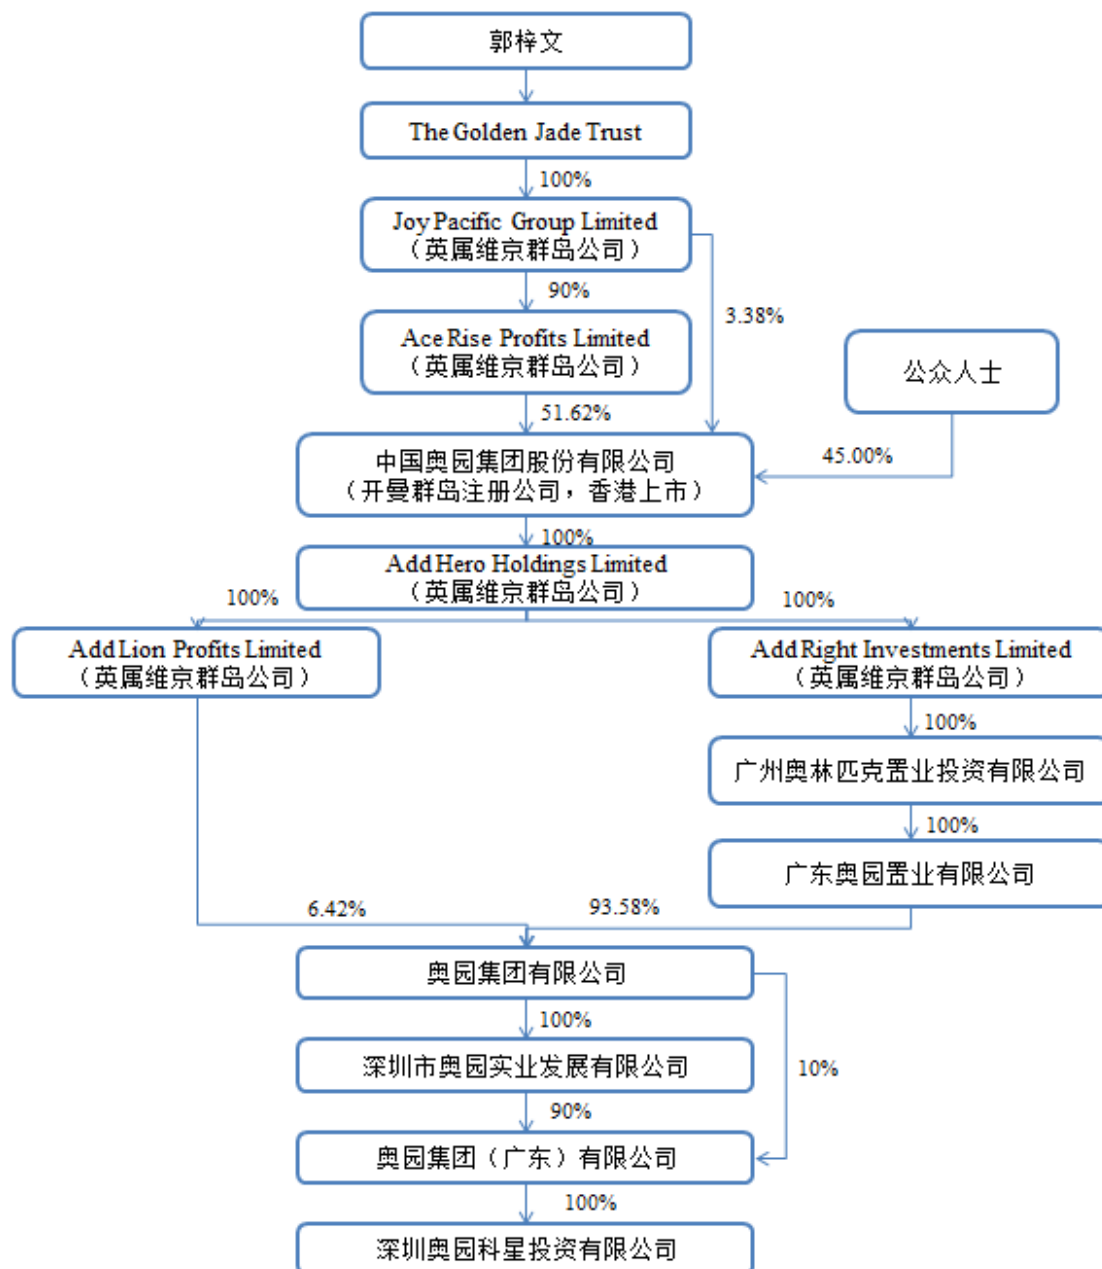 郭梓文
The Golden Jade Trust
100%
Joy Pacific Group Limited
（英属维京群岛公司）
90%
3.38%
Ace Rise Profits Limited
（英属维京群岛公司）
公众人士
51.62%
45.00%
中国奥园集团股份有限公司
（开曼群岛注册公司，香港上市）
100%
Add Hero Holdings Limited
（英属维京群岛公司）
100%
100%
Add Lion Profits Limited
（英属维京群岛公司）
Add Right Investments Limited
（英属维京群岛公司）
100%
广州奥林匹克置业投资有限公司
100%
广东奥园置业有限公司
6.42%
93.58%
奥园集团有限公司
100%
10%
深圳市奥园实业发展有限公司
90%
奥园集团（广东）有限公司
100%
深圳奥园科星投资有限公司